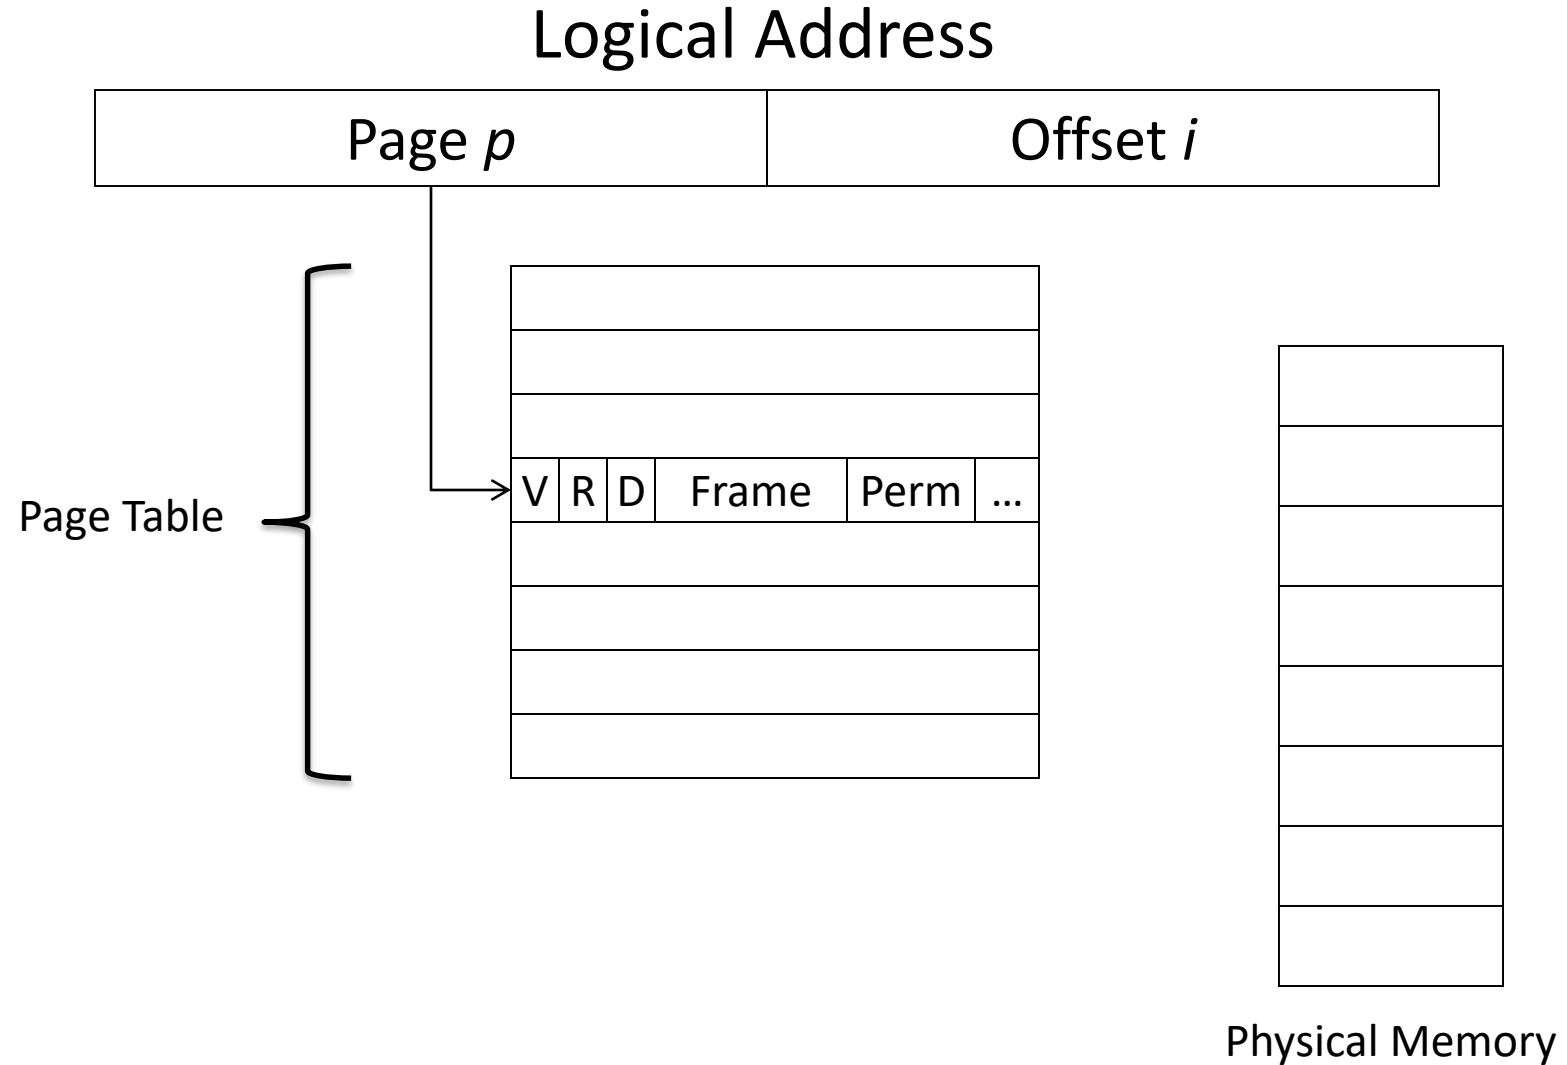 Logical Address
Page p
Offset i
Page Table
V R D Frame Perm ...
Physical Memory